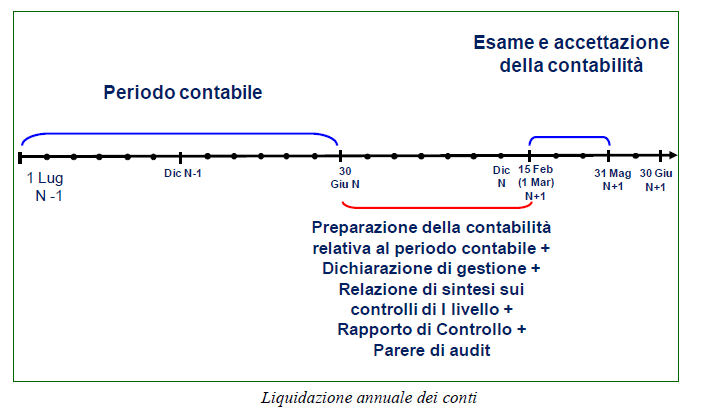 Esame e accettazione
della contabilità
Periodo contabile
1 Lug
N -1
Dic N-1
30
Giu N
Dic
N
15 Feb
(1 Mar)
N+1
31 Mag
N+1
30 Giu
N+1
Preparazione della contabilità
relativa al periodo contabile +
Dichiarazione di gestione +
Relazione di sintesi sui
controlli di I livello +
Rapporto di Controllo +
Parere di audit
Liquidazione annuale dei conti